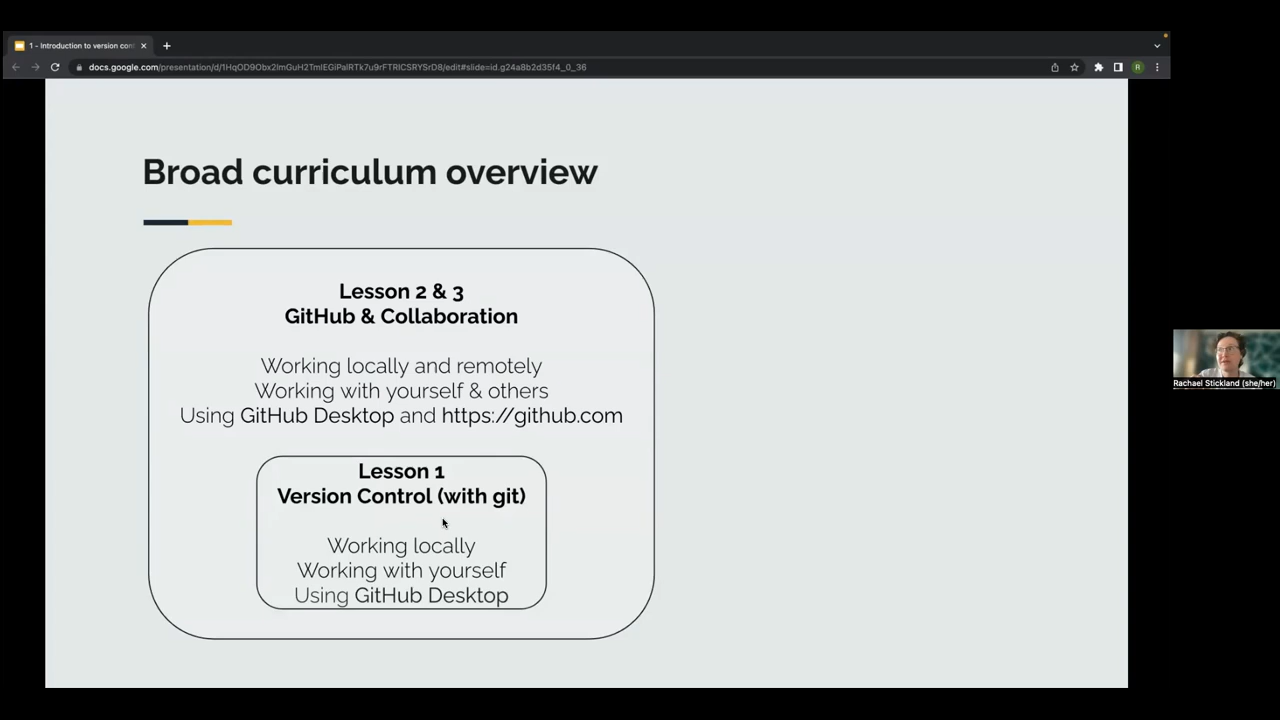 1 - Introduction to version con
docs.google.com/presentation/d/1HqOD9Obx2ImGuH2TmIEGiPalRTk7u9rFTRICSRYSrD8/edit#slide=id.g24a8b2d35f4_0_36
R
Broad curriculum overview
Lesson 2 & 3
GitHub & Collaboration
Working locally and remotely
Working with yourself & others
Using GitHub Desktop and https://github.com
Lesson 1
Version Control (with git)
Working locally
Working with yourself
Using GitHub Desktop
Rachael Stickland (she/her)